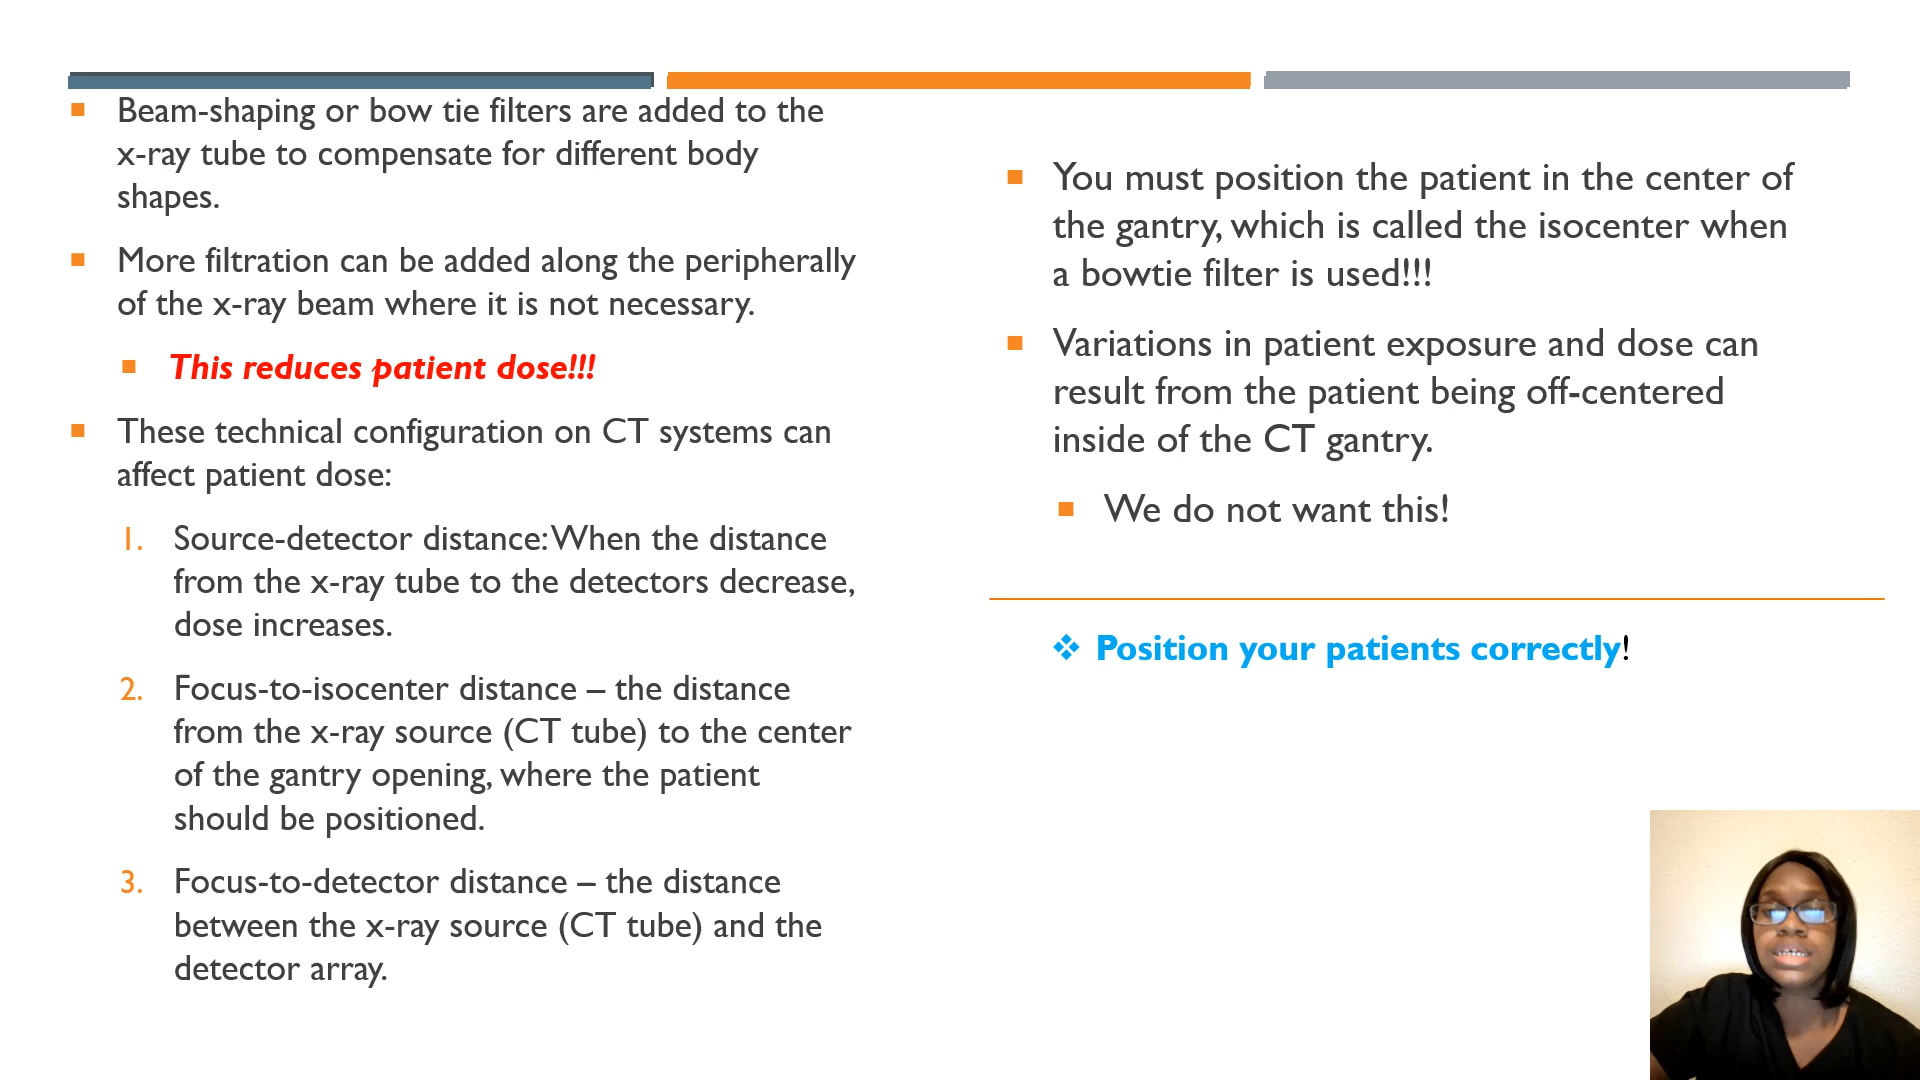 Beam-shaping or bow tie filters are added to the
x-ray tube to compensate for different body
shapes.
More filtration can be added along the peripherally
of the x-ray beam where it is not necessary.
This reduces patient dose!!!
These technical configuration on CT systems can
affect patient dose:
1. Source-detector distance: When the distance
from the x-ray tube to the detectors decrease,
dose increases.
2. Focus-to-isocenter distance – the distance
from the x-ray source (CT tube) to the center
of the gantry opening, where the patient
should be positioned.
3. Focus-to-detector distance – the distance
between the x-ray source (CT tube) and the
detector array.
You must position the patient in the center of
the gantry, which is called the isocenter when
a bowtie filter is used!!!
Variations in patient exposure and dose can
result from the patient being off-centered
inside of the CT gantry.
We do not want this!
Position your patients correctly!